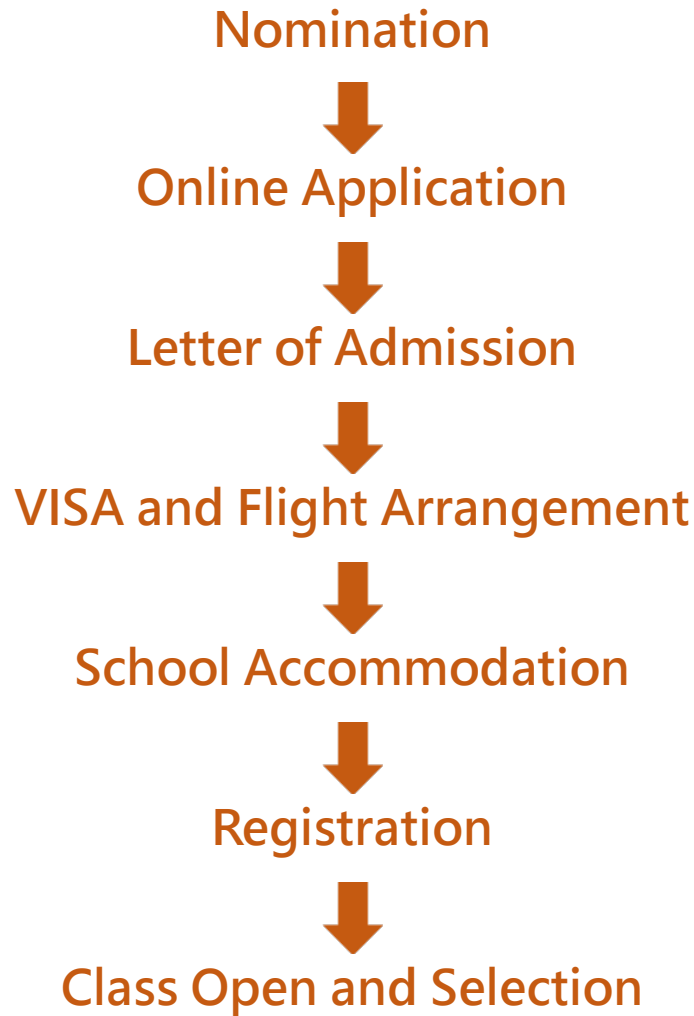 Nomination
Online Application
Letter of Admission
VISA and Flight Arrangement
School Accommodation
Registration
Class Open and Selection